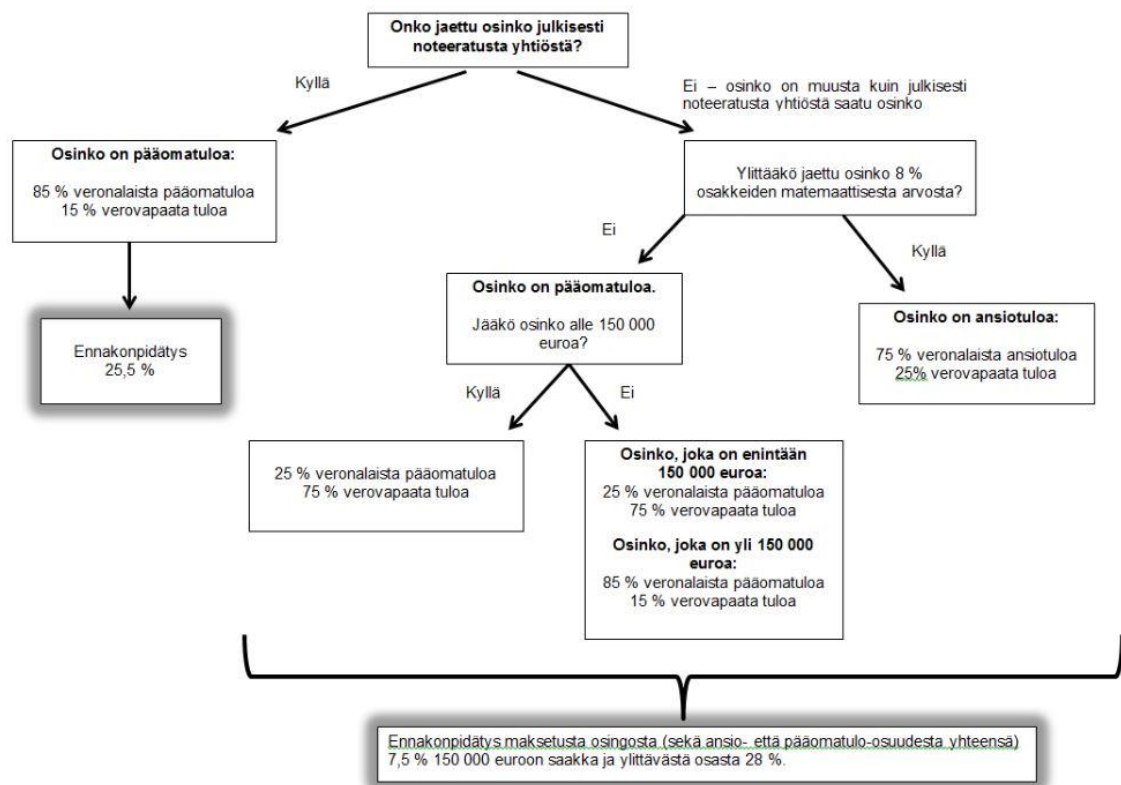 Onko jaettu osinko julkisesti
noteeratusta yhtiöstä?
Kyllä
Ei – osinko on muusta kuin julkisesti
noteeratusta yhtiöstä saatu osinko
Osinko on pääomatuloa:
85 % veronalaista pääomatuloa
15 % verovapaata tuloa
Ylittääkö jaettu osinko 8 %
osakkeiden matemaattisesta arvosta?
Ei
Kyllä
Ennakonpidätys
25,5 %
Osinko on pääomatuloa.
Jääkö osinko alle 150 000
euroa?
Osinko on ansiotuloa:
75 % veronalaista ansiotuloa
25% verovapaata tuloa
Kyllä
Ei
25 % veronalaista pääomatuloa
75 % verovapaata tuloa
Osinko, joka on enintään
150 000 euroa:
25 % veronalaista pääomatuloa
75 % verovapaata tuloa
Osinko, joka on yli 150 000
euroa:
85 % veronalaista pääomatuloa
15 % verovapaata tuloa
Ennakonpidätys maksetusta osingosta (sekä ansio- että pääomatulo-osuudesta yhteensä)
7,5 % 150 000 euroon saakka ja ylittävästä osasta 28 %.